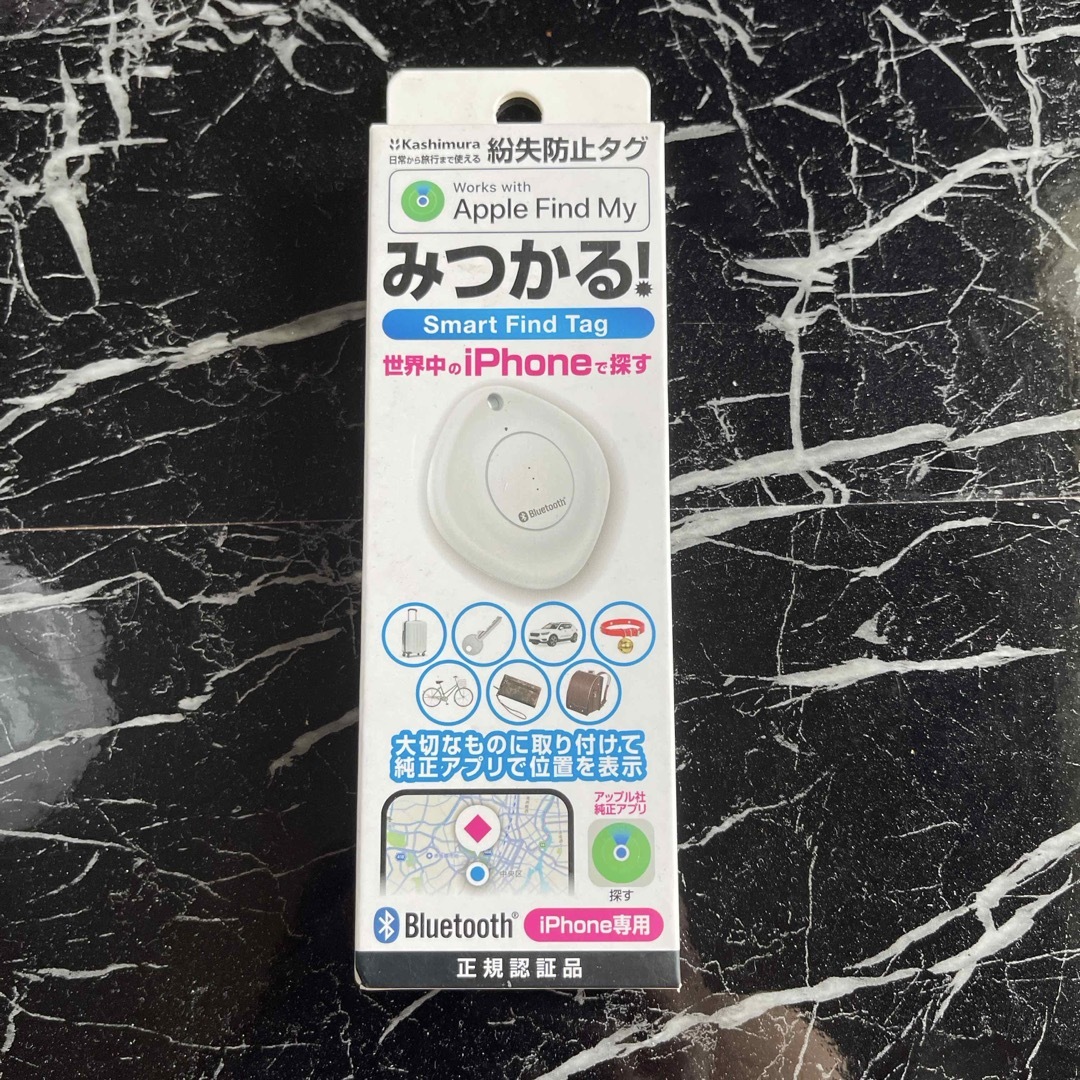 Kashimura
日常から旅行まで使える
紛失防止タグ
Works with
Apple Find My
みつかる!
Smart Find Tag
世界中のiPhoneで探す
Bluetooth
大切なものに取り付けて
純正アプリで位置を表示
アップル社
純正アプリ
中央区
探す
Bluetooth®
iPhone専用
正規認証品